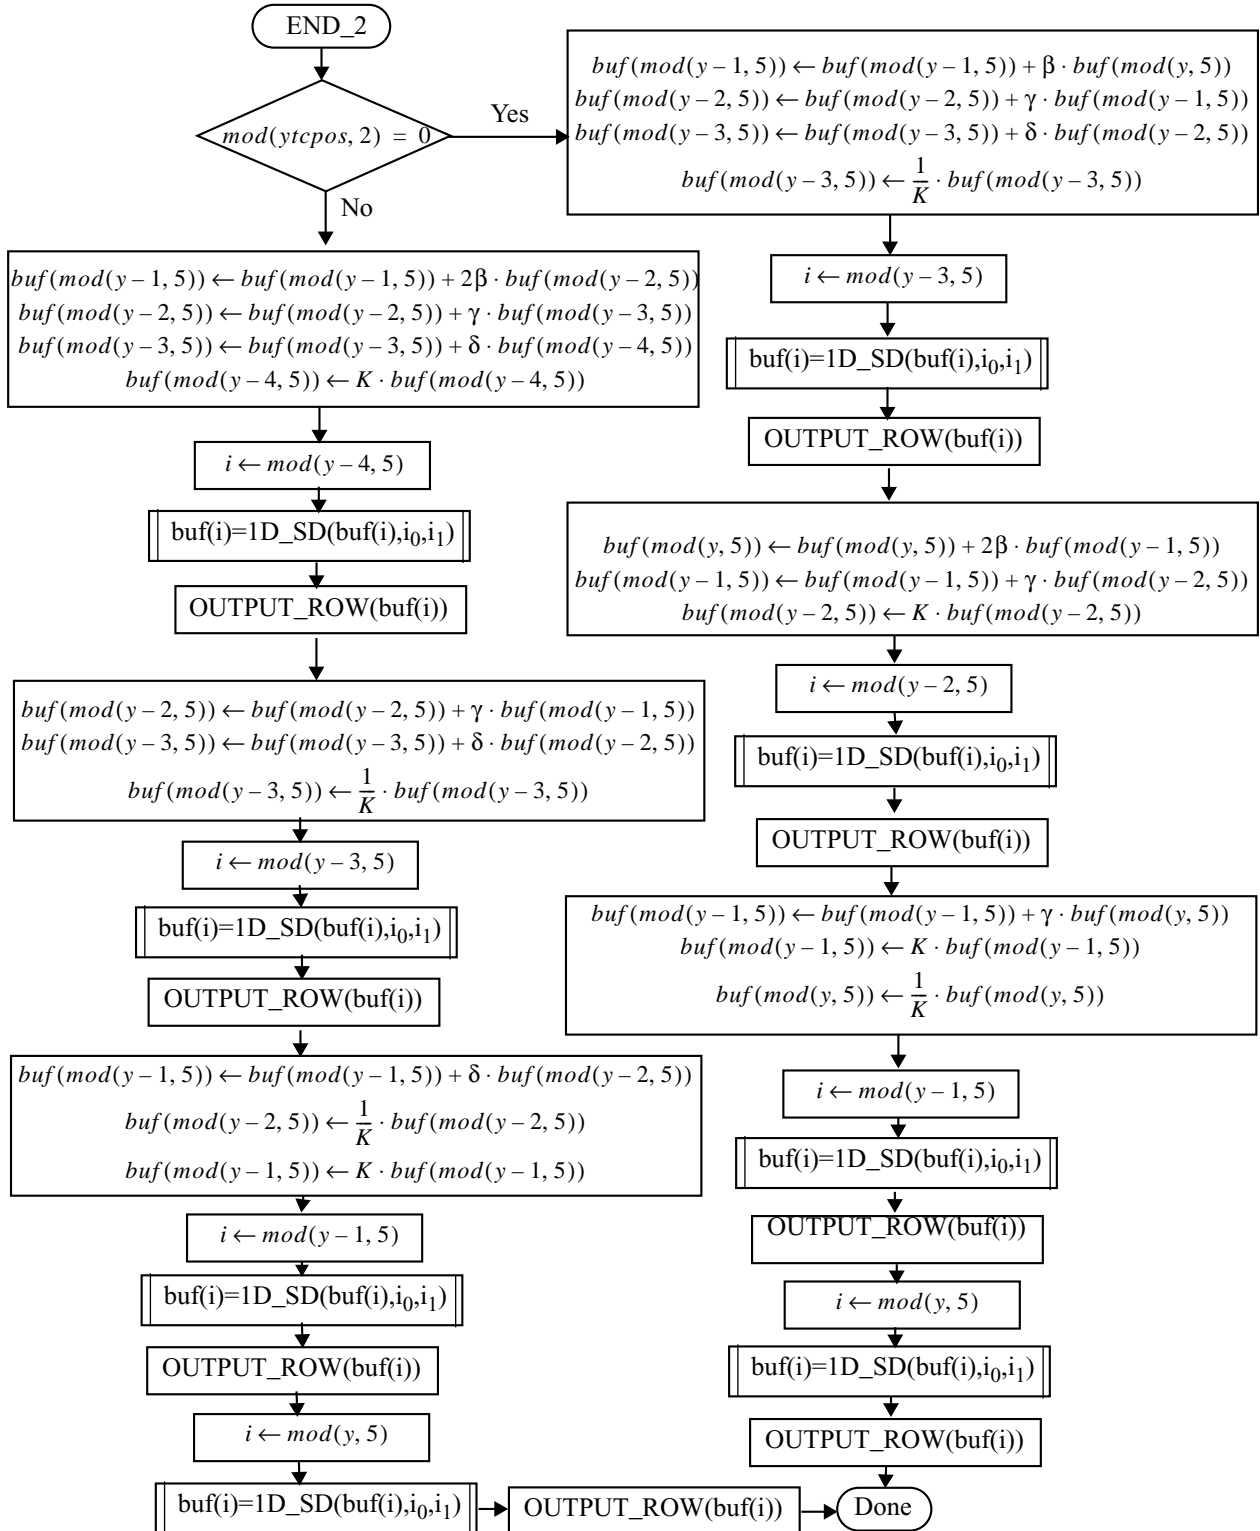 END_2
mod(ytcpos, 2) = 0
Yes
No
buf(mod(y – 1, 5)) ← buf(mod(y – 1, 5)) + β · buf(mod(y, 5))
buf(mod(y – 2, 5)) ← buf(mod(y – 2, 5)) + γ · buf(mod(y – 1, 5))
buf(mod(y – 3, 5)) ← buf(mod(y – 3, 5)) + δ · buf(mod(y – 2, 5))
buf(mod(y – 3, 5)) ← 1/K · buf(mod(y – 3, 5))
i ← mod(y – 3, 5)
buf(i)=1D_SD(buf(i),i0,i1)
OUTPUT_ROW(buf(i))
buf(mod(y, 5)) ← buf(mod(y, 5)) + 2β · buf(mod(y – 1, 5))
buf(mod(y – 1, 5)) ← buf(mod(y – 1, 5)) + γ · buf(mod(y – 2, 5))
buf(mod(y – 2, 5)) ← K · buf(mod(y – 2, 5))
i ← mod(y – 2, 5)
buf(i)=1D_SD(buf(i),i0,i1)
OUTPUT_ROW(buf(i))
buf(mod(y – 1, 5)) ← buf(mod(y – 1, 5)) + γ · buf(mod(y, 5))
buf(mod(y – 1, 5)) ← K · buf(mod(y – 1, 5))
buf(mod(y, 5)) ← 1/K · buf(mod(y, 5))
i ← mod(y – 1, 5)
buf(i)=1D_SD(buf(i),i0,i1)
OUTPUT_ROW(buf(i))
i ← mod(y, 5)
buf(i)=1D_SD(buf(i),i0,i1)
OUTPUT_ROW(buf(i))
buf(mod(y – 1, 5)) ← buf(mod(y – 1, 5)) + 2β · buf(mod(y – 2, 5))
buf(mod(y – 2, 5)) ← buf(mod(y – 2, 5)) + γ · buf(mod(y – 3, 5))
buf(mod(y – 3, 5)) ← buf(mod(y – 3, 5)) + δ · buf(mod(y – 4, 5))
buf(mod(y – 4, 5)) ← K · buf(mod(y – 4, 5))
i ← mod(y – 4, 5)
buf(i)=1D_SD(buf(i),i0,i1)
OUTPUT_ROW(buf(i))
buf(mod(y – 2, 5)) ← buf(mod(y – 2, 5)) + γ · buf(mod(y – 1, 5))
buf(mod(y – 3, 5)) ← buf(mod(y – 3, 5)) + δ · buf(mod(y – 2, 5))
buf(mod(y – 3, 5)) ← 1/K · buf(mod(y – 3, 5))
i ← mod(y – 3, 5)
buf(i)=1D_SD(buf(i),i0,i1)
OUTPUT_ROW(buf(i))
buf(mod(y – 1, 5)) ← buf(mod(y – 1, 5)) + δ · buf(mod(y – 2, 5))
buf(mod(y – 2, 5)) ← 1/K · buf(mod(y – 2, 5))
buf(mod(y – 1, 5)) ← K · buf(mod(y – 1, 5))
i ← mod(y – 1, 5)
buf(i)=1D_SD(buf(i),i0,i1)
OUTPUT_ROW(buf(i))
i ← mod(y, 5)
buf(i)=1D_SD(buf(i),i0,i1)
OUTPUT_ROW(buf(i))
Done